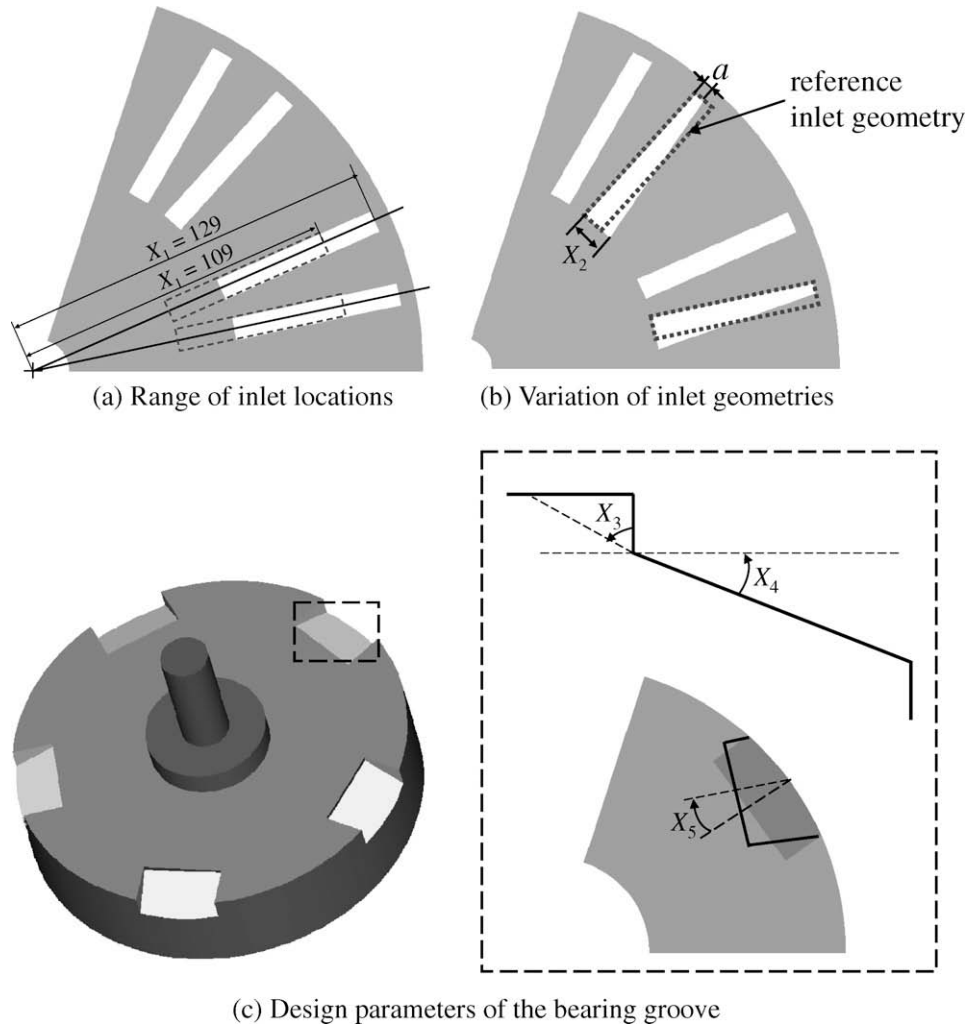 a
reference
inlet geometry
X₁ = 129
X₁ = 109
X₂
(a) Range of inlet locations
(b) Variation of inlet geometries
X₃
X₄
X₅
(c) Design parameters of the bearing groove